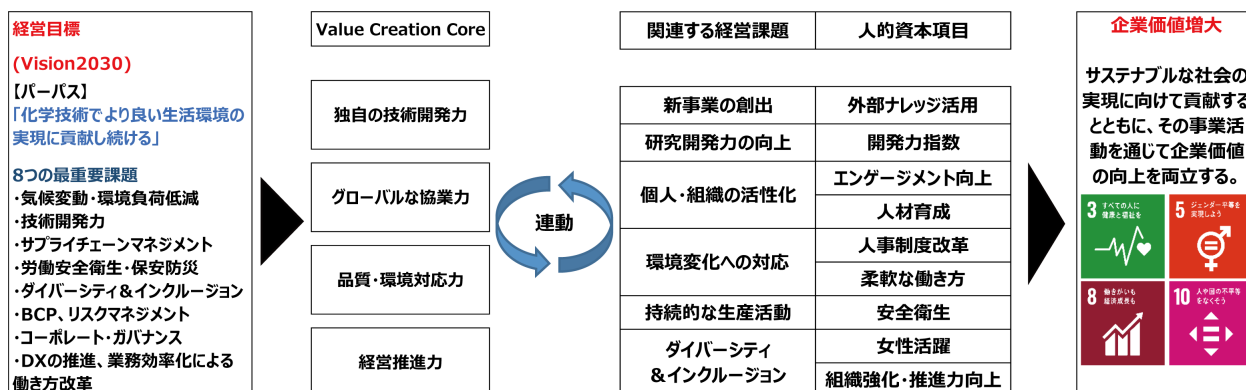 経営目標
(Vision2030)
【パーパス】
「化学技術でより良い生活環境の
実現に貢献し続ける」
8つの最重要課題
・気候変動・環境負荷低減
・技術開発力
・サプライチェーンマネジメント
・労働安全衛生・保安防災
・ダイバーシティ&インクルージョン
・BCP、リスクマネジメント
・コーポレート・ガバナンス
・DXの推進、業務効率化による
働き方改革
Value Creation Core
独自の技術開発力
グローバルな協業力
品質・環境対応力
経営推進力
連動
関連する経営課題 人的資本項目
新事業の創出 外部ナレッジ活用
研究開発力の向上 開発力指数
個人・組織の活性化 エンゲージメント向上
人材育成
環境変化への対応 人事制度改革
柔軟な働き方
持続的な生産活動 安全衛生
ダイバーシティ
&インクルージョン 女性活躍
組織強化・推進力向上
企業価値増大
サステナブルな社会の
実現に向けて貢献する
とともに、その事業活
動を通じて企業価値
の向上を両立する。
3 すべての人に
健康と福祉を
5 ジェンダー平等を
実現しよう
8 働きがいも
経済成長も
10 人や国の不平等
をなくそう